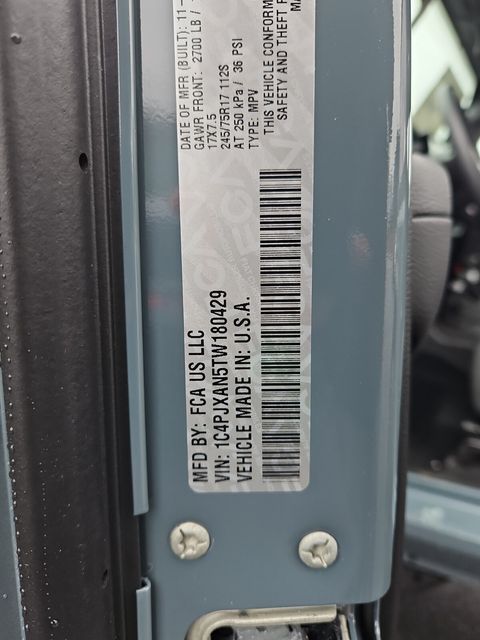 MFD BY: FCA US LLC
VIN: 1C4PJXAN5TW180429
VEHICLE MADE IN: U.S.A.
DATE OF MFR (BUILT): 11-
GAWR FRONT: 2700 LB /
17X7.5
245/75R17 112S
AT 250 kPa / 36 PSI
TYPE: MPV
THIS VEHICLE CONFORM
SAFETY AND THEFT